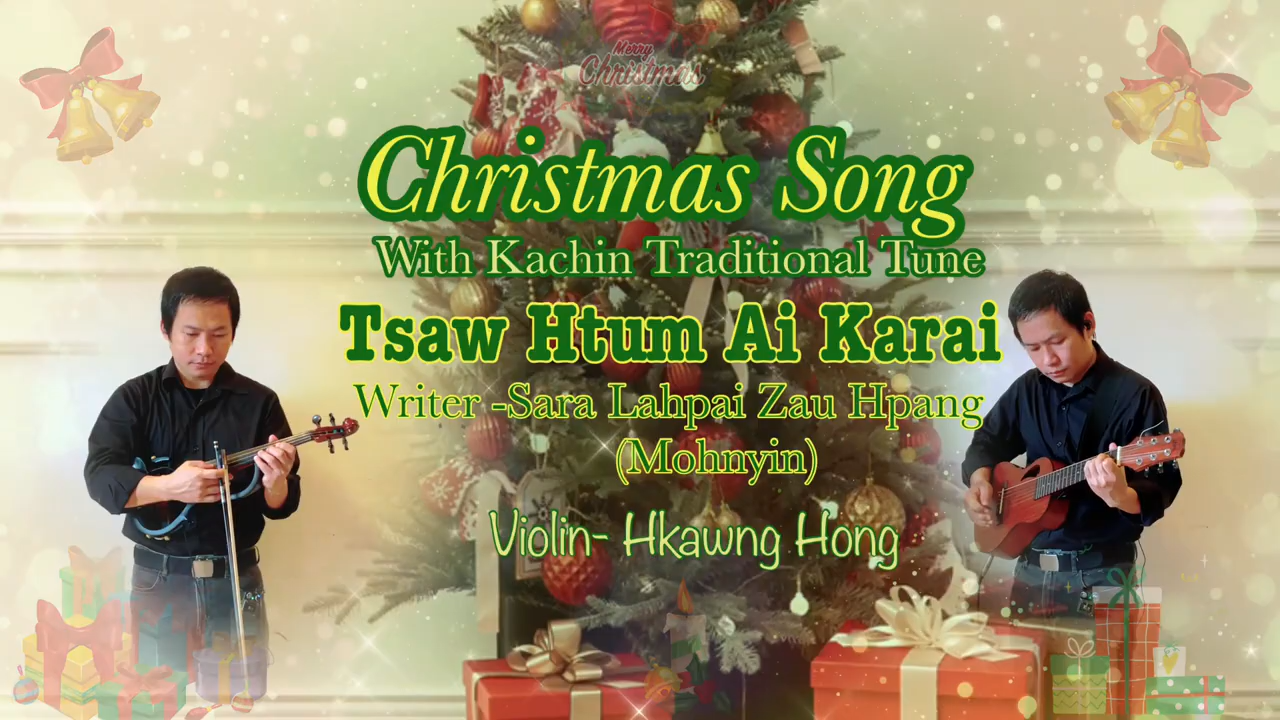 Merry
Christmas
Christmas Song
With Kachin Traditional Tune
Tsaw Htum Ai Karai
Writer -Sara Lahpai Zau Hpang
(Mohnyin)
Violin- Hkawng Hong